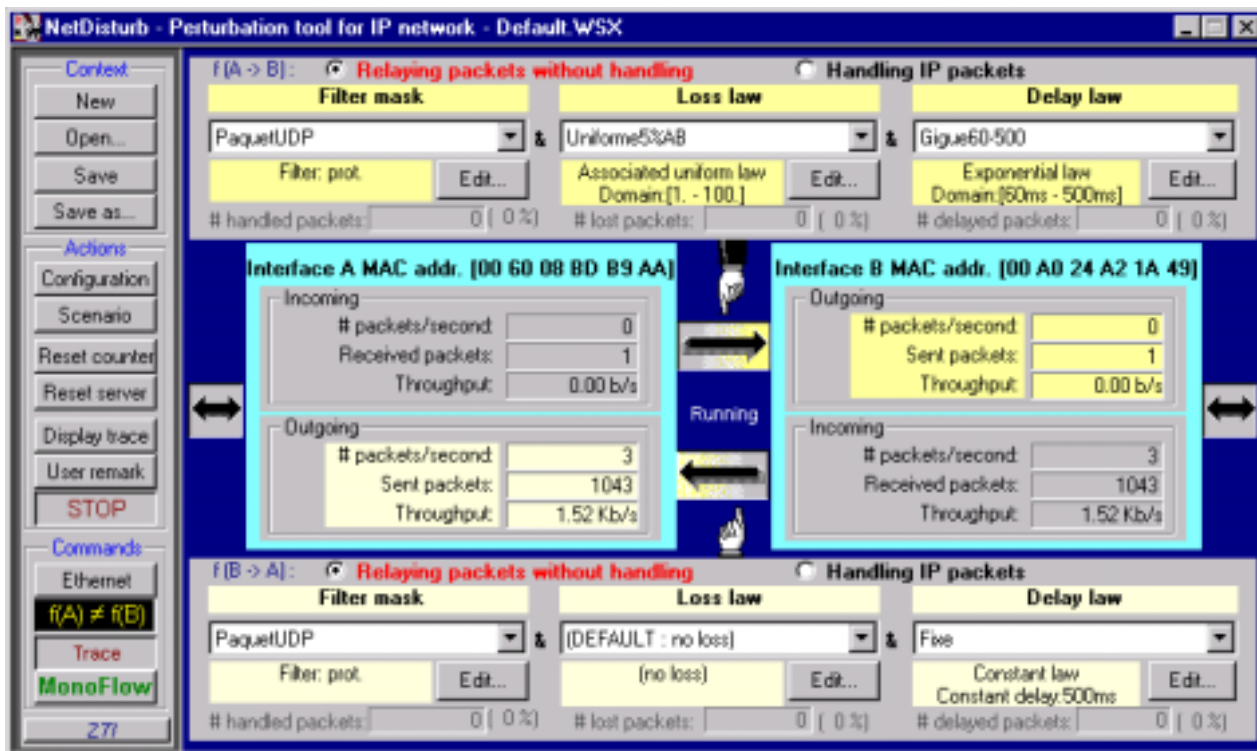 NetDisturb - Perturbation tool for IP network - Default.WSX
Context
New
Open...
Save
Save as...
Actions
Configuration
Scenario
Reset counter
Reset server
Display trace
User remark
STOP
Commands
Ethernet
f(A) ≠ f(B)
Trace
MonoFlow
ZTI
f (A -> B) : Relaying packets without handling Handling IP packets
Filter mask Loss law Delay law
PaquetUDP & Uniforme5%AB & Gigue60-500
Filter: prot. Edit... Associated uniform law Edit... Exponential law Edit...
Domain:[1. - 100.] Domain:[60ms - 500ms]
# handled packets: 0 ( 0 %) # lost packets: 0 ( 0 %) # delayed packets: 0 ( 0 %)
Interface A MAC addr. [00 60 08 BD B9 AA] Interface B MAC addr. [00 A0 24 A2 1A 49]
Incoming Outgoing
# packets/second: 0 # packets/second: 0
Received packets: 1 Sent packets: 1
Throughput: 0.00 b/s Throughput: 0.00 b/s
Running
Outgoing Incoming
# packets/second: 3 # packets/second: 3
Sent packets: 1043 Received packets: 1043
Throughput: 1.52 Kb/s Throughput: 1.52 Kb/s
f (B -> A) : Relaying packets without handling Handling IP packets
Filter mask Loss law Delay law
PaquetUDP & (DEFAULT : no loss) & Fixe
Filter: prot. Edit... (no loss) Edit... Constant law Edit...
Constant delay:500ms
# handled packets: 0 ( 0 %) # lost packets: 0 ( 0 %) # delayed packets: 0 ( 0 %)